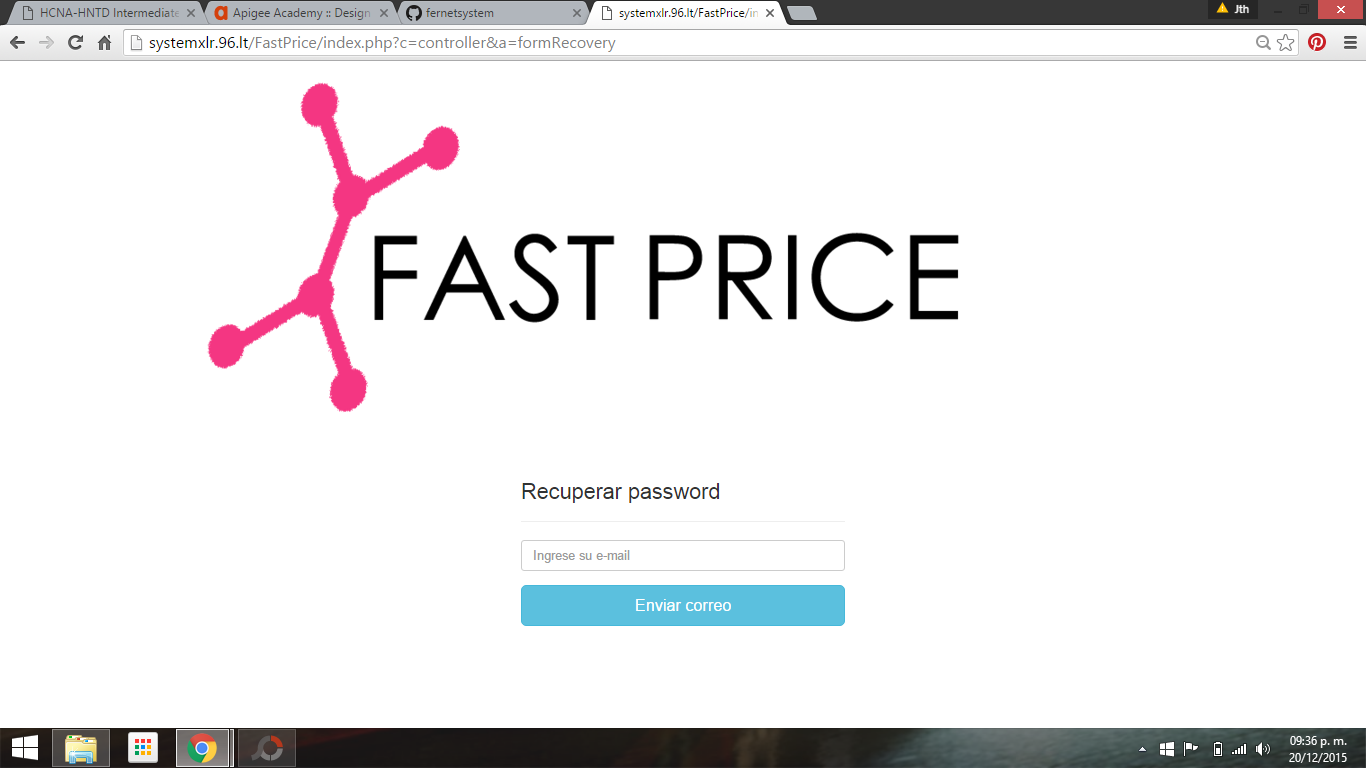 HCNA-HNTD Intermediate
Apigee Academy :: Design
fernetsystem
systemxlr.96.lt/FastPrice/in
Jth
systemxlr.96.lt/FastPrice/index.php?c=controller&a=formRecovery
FAST PRICE
Recuperar password
Ingrese su e-mail
Enviar correo
09:36 p. m.
20/12/2015